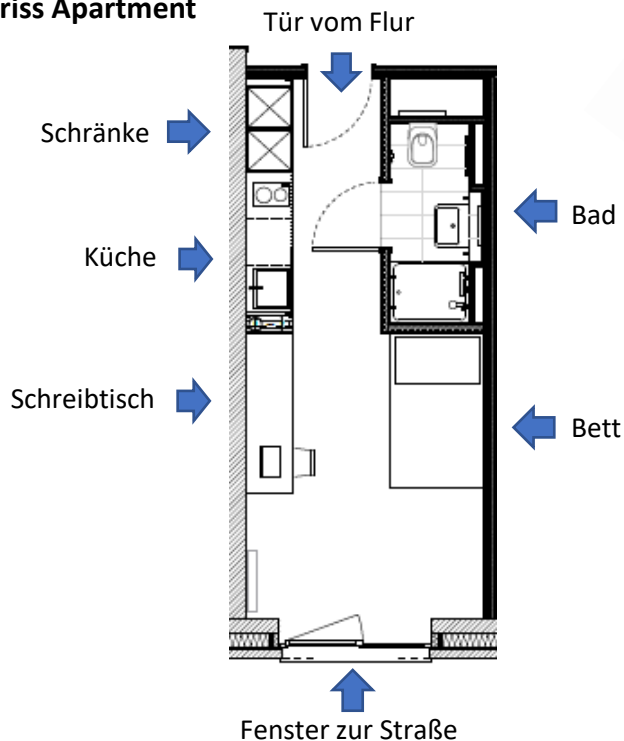 riss Apartment
Tür vom Flur
Schränke
Bad
Küche
Schreibtisch
Bett
Fenster zur Straße